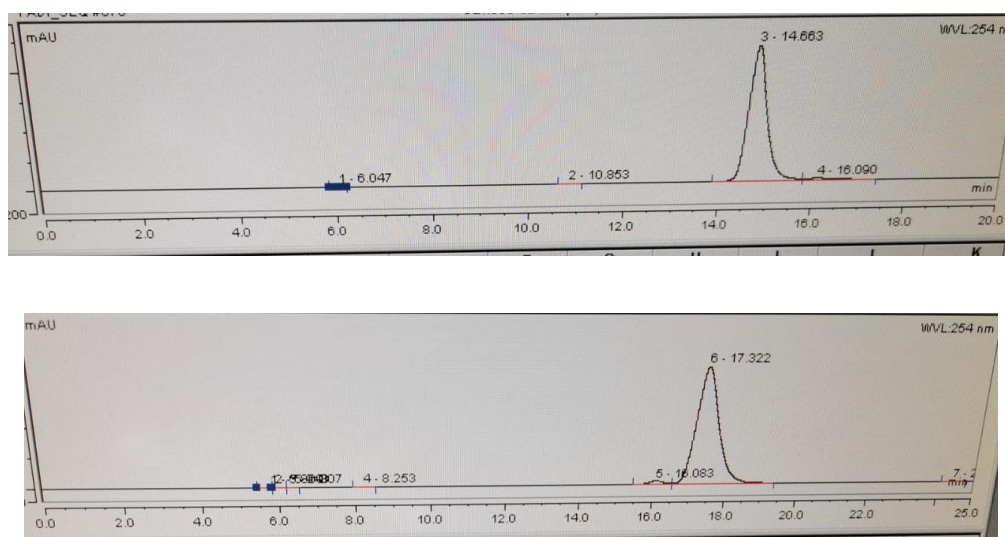 mAU
WVL:254 n
3 - 14.663
1 - 6.047
2 - 10.853
4 - 16.090
min
200
0.0 2.0 4.0 6.0 8.0 10.0 12.0 14.0 16.0 18.0 20.0
K
mAU
WVL:254 nm
6 - 17.322
4 - 8.253
5 - 16.083
7 - 2
min
0.0 2.0 4.0 6.0 8.0 10.0 12.0 14.0 16.0 18.0 20.0 22.0 25.0